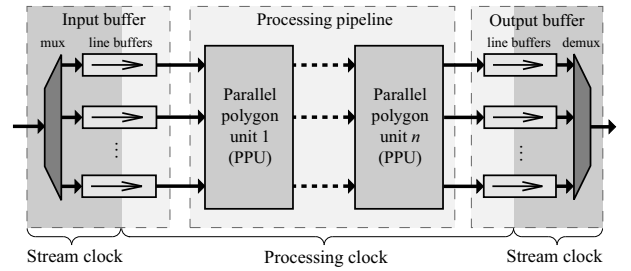 Input buffer
Processing pipeline
Output buffer
mux
line buffers
line buffers
demux
Parallel
polygon
unit 1
(PPU)
Parallel
polygon
unit n
(PPU)
Stream clock
Processing clock
Stream clock